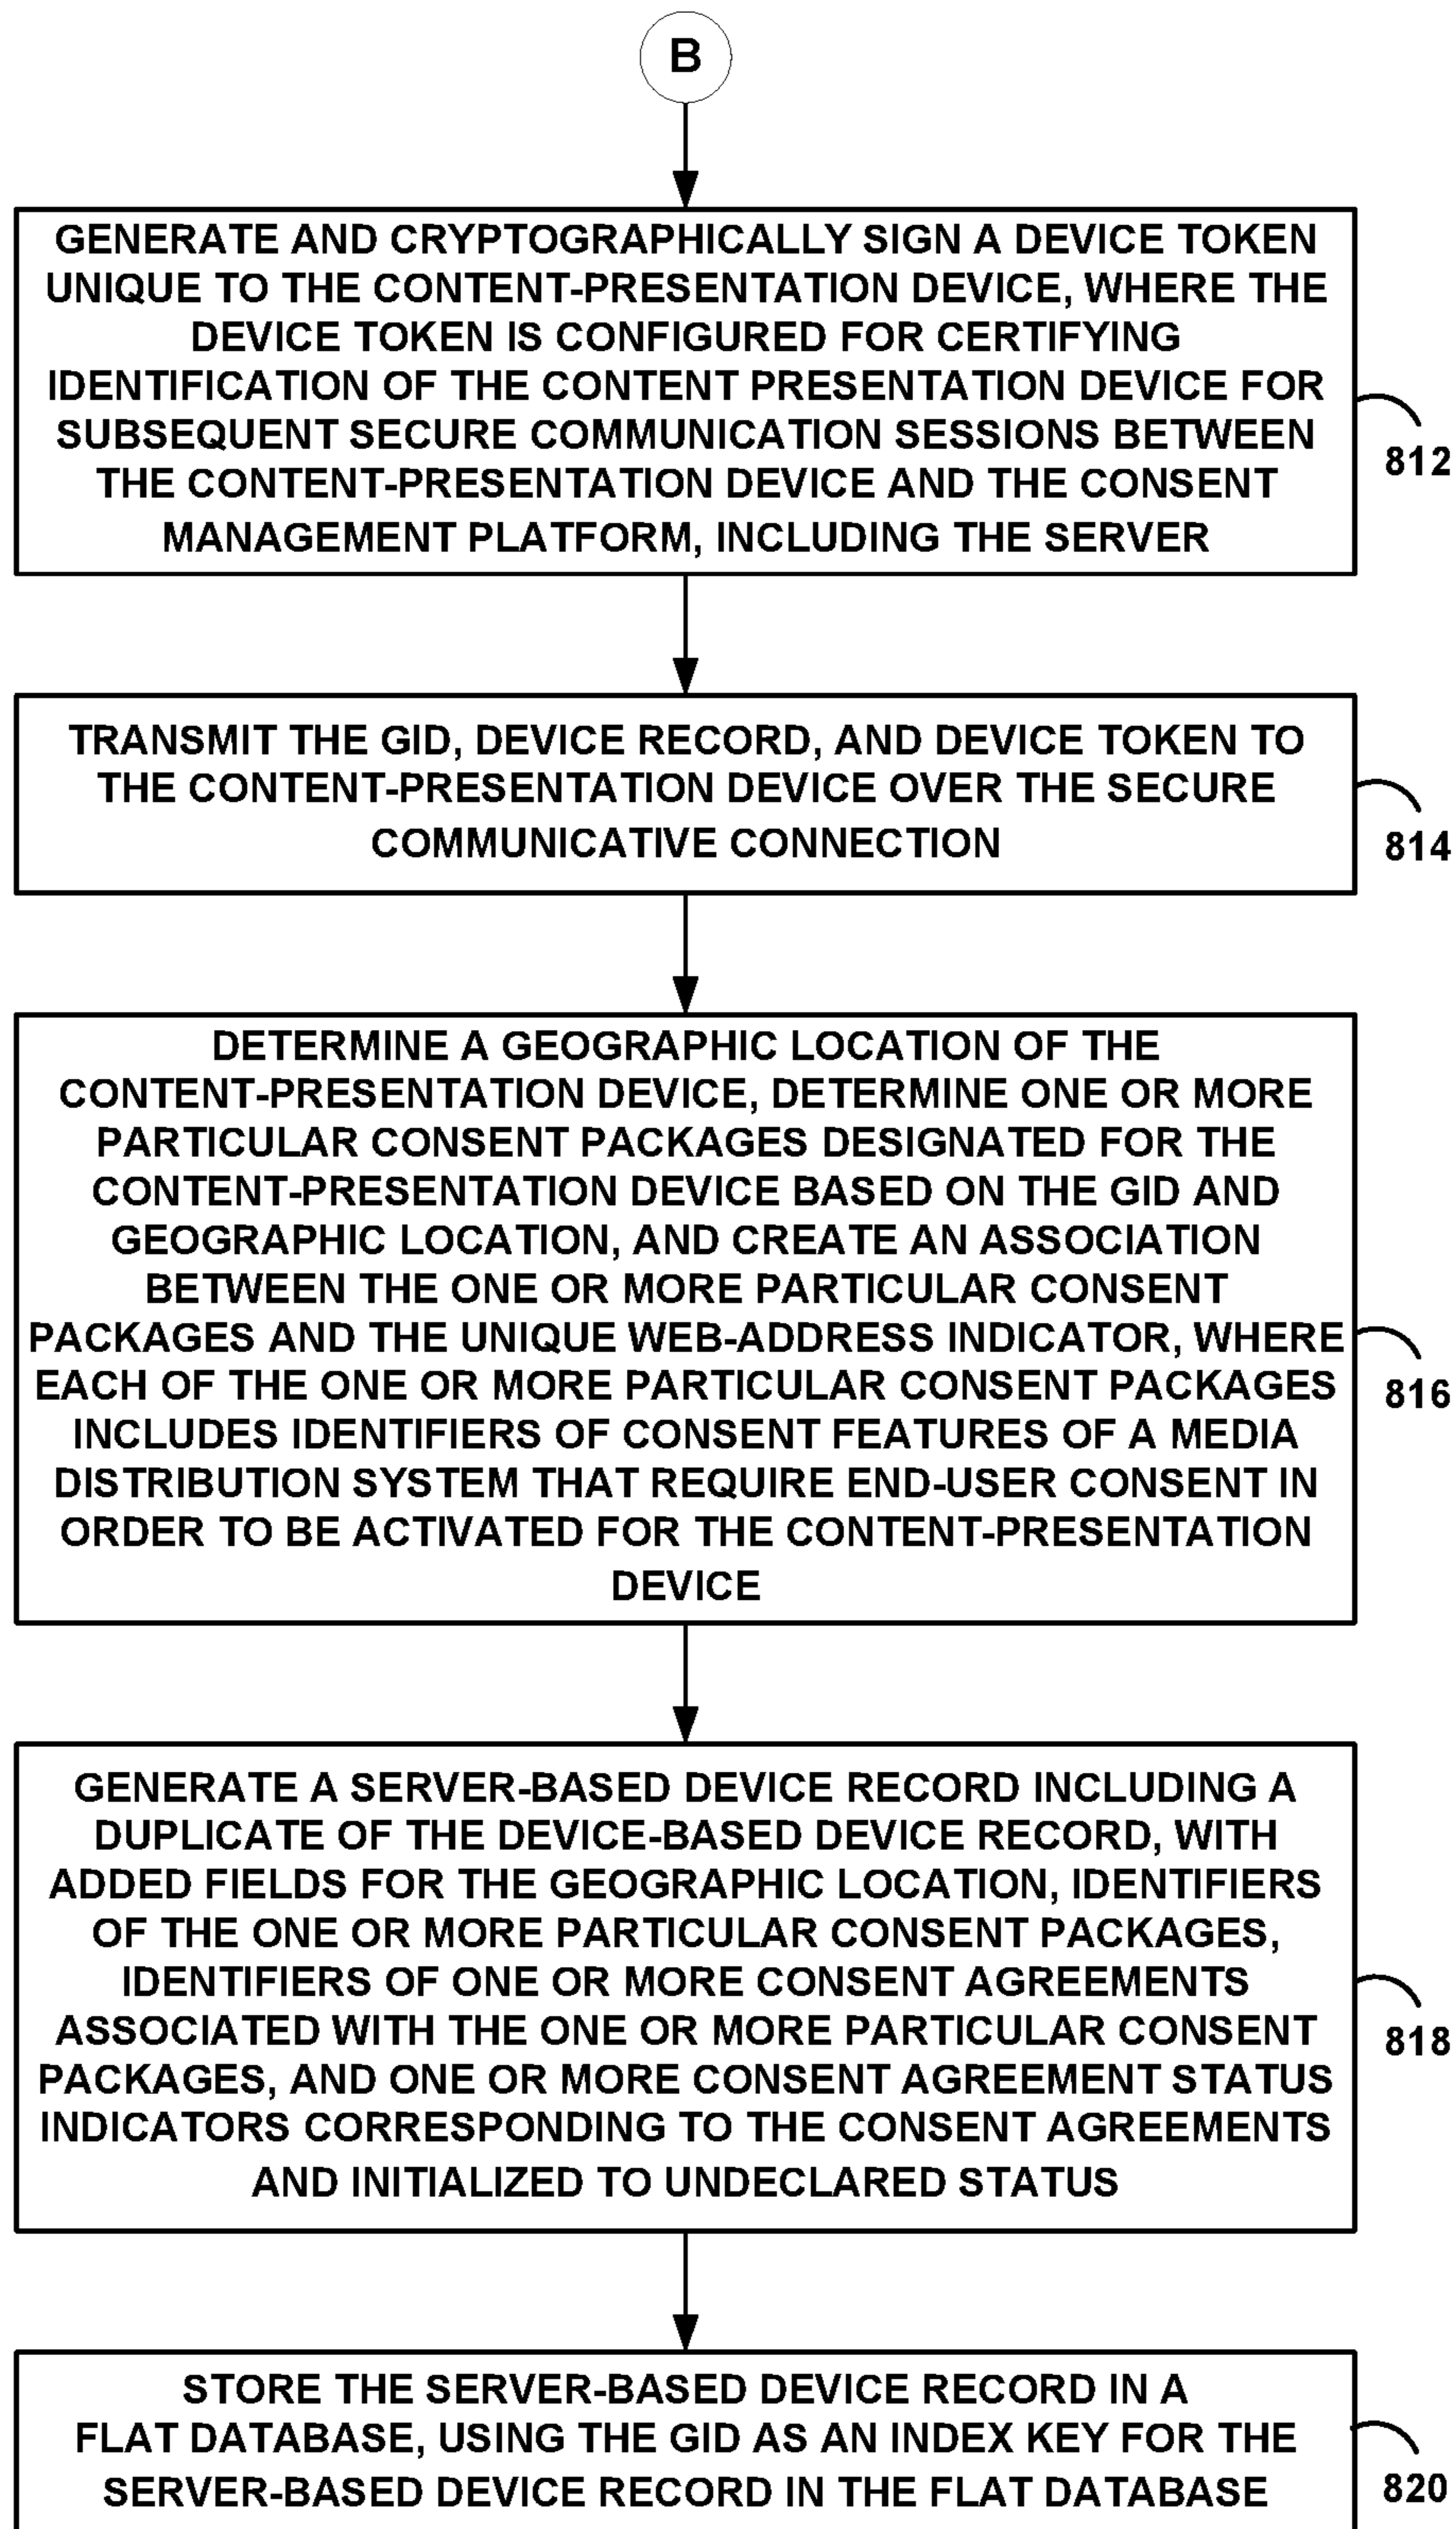 B
GENERATE AND CRYPTOGRAPHICALLY SIGN A DEVICE TOKEN
UNIQUE TO THE CONTENT-PRESENTATION DEVICE, WHERE THE
DEVICE TOKEN IS CONFIGURED FOR CERTIFYING
IDENTIFICATION OF THE CONTENT PRESENTATION DEVICE FOR
SUBSEQUENT SECURE COMMUNICATION SESSIONS BETWEEN
THE CONTENT-PRESENTATION DEVICE AND THE CONSENT
MANAGEMENT PLATFORM, INCLUDING THE SERVER
812
TRANSMIT THE GID, DEVICE RECORD, AND DEVICE TOKEN TO
THE CONTENT-PRESENTATION DEVICE OVER THE SECURE
COMMUNICATIVE CONNECTION
814
DETERMINE A GEOGRAPHIC LOCATION OF THE
CONTENT-PRESENTATION DEVICE, DETERMINE ONE OR MORE
PARTICULAR CONSENT PACKAGES DESIGNATED FOR THE
CONTENT-PRESENTATION DEVICE BASED ON THE GID AND
GEOGRAPHIC LOCATION, AND CREATE AN ASSOCIATION
BETWEEN THE ONE OR MORE PARTICULAR CONSENT
PACKAGES AND THE UNIQUE WEB-ADDRESS INDICATOR, WHERE
EACH OF THE ONE OR MORE PARTICULAR CONSENT PACKAGES
INCLUDES IDENTIFIERS OF CONSENT FEATURES OF A MEDIA
DISTRIBUTION SYSTEM THAT REQUIRE END-USER CONSENT IN
ORDER TO BE ACTIVATED FOR THE CONTENT-PRESENTATION
DEVICE
816
GENERATE A SERVER-BASED DEVICE RECORD INCLUDING A
DUPLICATE OF THE DEVICE-BASED DEVICE RECORD, WITH
ADDED FIELDS FOR THE GEOGRAPHIC LOCATION, IDENTIFIERS
OF THE ONE OR MORE PARTICULAR CONSENT PACKAGES,
IDENTIFIERS OF ONE OR MORE CONSENT AGREEMENTS
ASSOCIATED WITH THE ONE OR MORE PARTICULAR CONSENT
PACKAGES, AND ONE OR MORE CONSENT AGREEMENT STATUS
INDICATORS CORRESPONDING TO THE CONSENT AGREEMENTS
AND INITIALIZED TO UNDECLARED STATUS
818
STORE THE SERVER-BASED DEVICE RECORD IN A
FLAT DATABASE, USING THE GID AS AN INDEX KEY FOR THE
SERVER-BASED DEVICE RECORD IN THE FLAT DATABASE
820